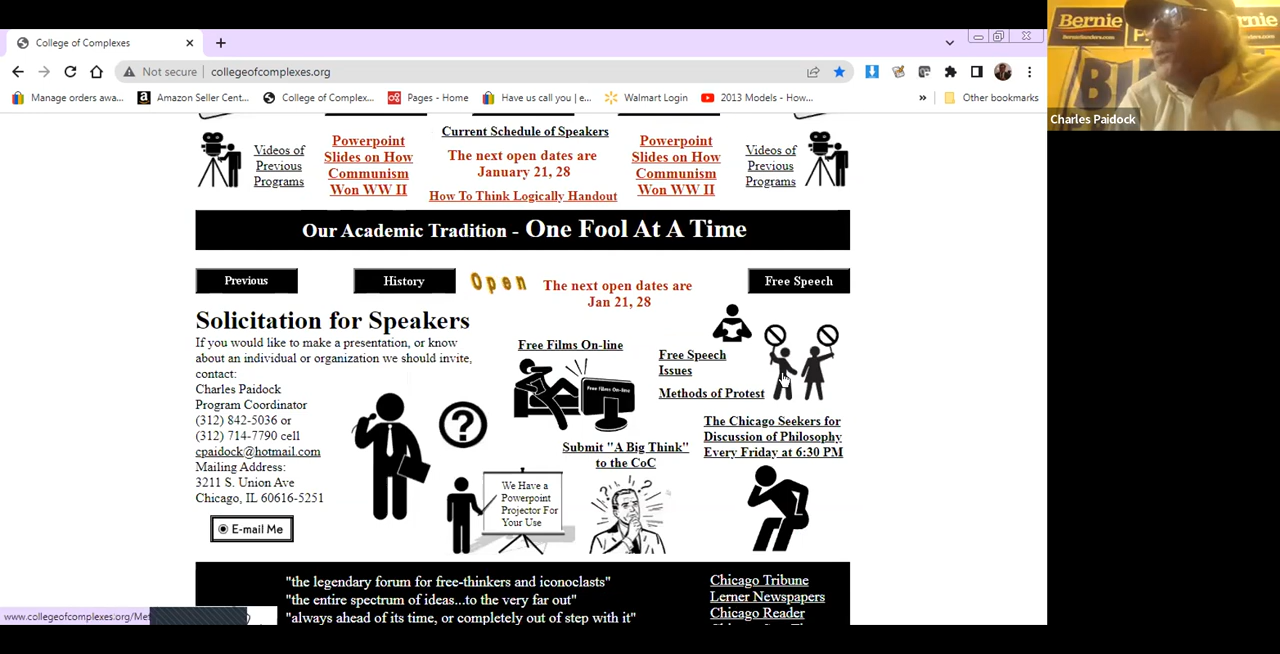 College of Complexes
Not secure
collegeofcomplexes.org
Manage orders awa...
Amazon Seller Cent...
College of Complex...
Pages - Home
Have us call you | e...
Walmart Login
2013 Models - How...
»
Other bookmarks
Bernie
berniesanders.com
Charles Paidock
Videos of
Previous
Programs
Powerpoint
Slides on How
Communism
Won WW II
Current Schedule of Speakers
The next open dates are
January 21, 28
How To Think Logically Handout
Powerpoint
Slides on How
Communism
Won WW II
Videos of
Previous
Programs
Our Academic Tradition - One Fool At A Time
Previous
History
Open
The next open dates are
Jan 21, 28
Free Speech
Solicitation for Speakers
If you would like to make a presentation, or know
about an individual or organization we should invite,
contact:
Charles Paidock
Program Coordinator
(312) 842-5036 or
(312) 714-7790 cell
cpaidock@hotmail.com
Mailing Address:
3211 S. Union Ave
Chicago, IL 60616-5251
E-mail Me
Free Films On-line
Free Films On-line
Free Speech
Issues
Methods of Protest
The Chicago Seekers for
Discussion of Philosophy
Every Friday at 6:30 PM
Submit "A Big Think"
to the CoC
We Have a
Powerpoint
Projector For
Your Use
"the legendary forum for free-thinkers and iconoclasts"
"the entire spectrum of ideas...to the very far out"
"always ahead of its time, or completely out of step with it"
Chicago Tribune
Lerner Newspapers
Chicago Reader
www.collegeofcomplexes.org/Met